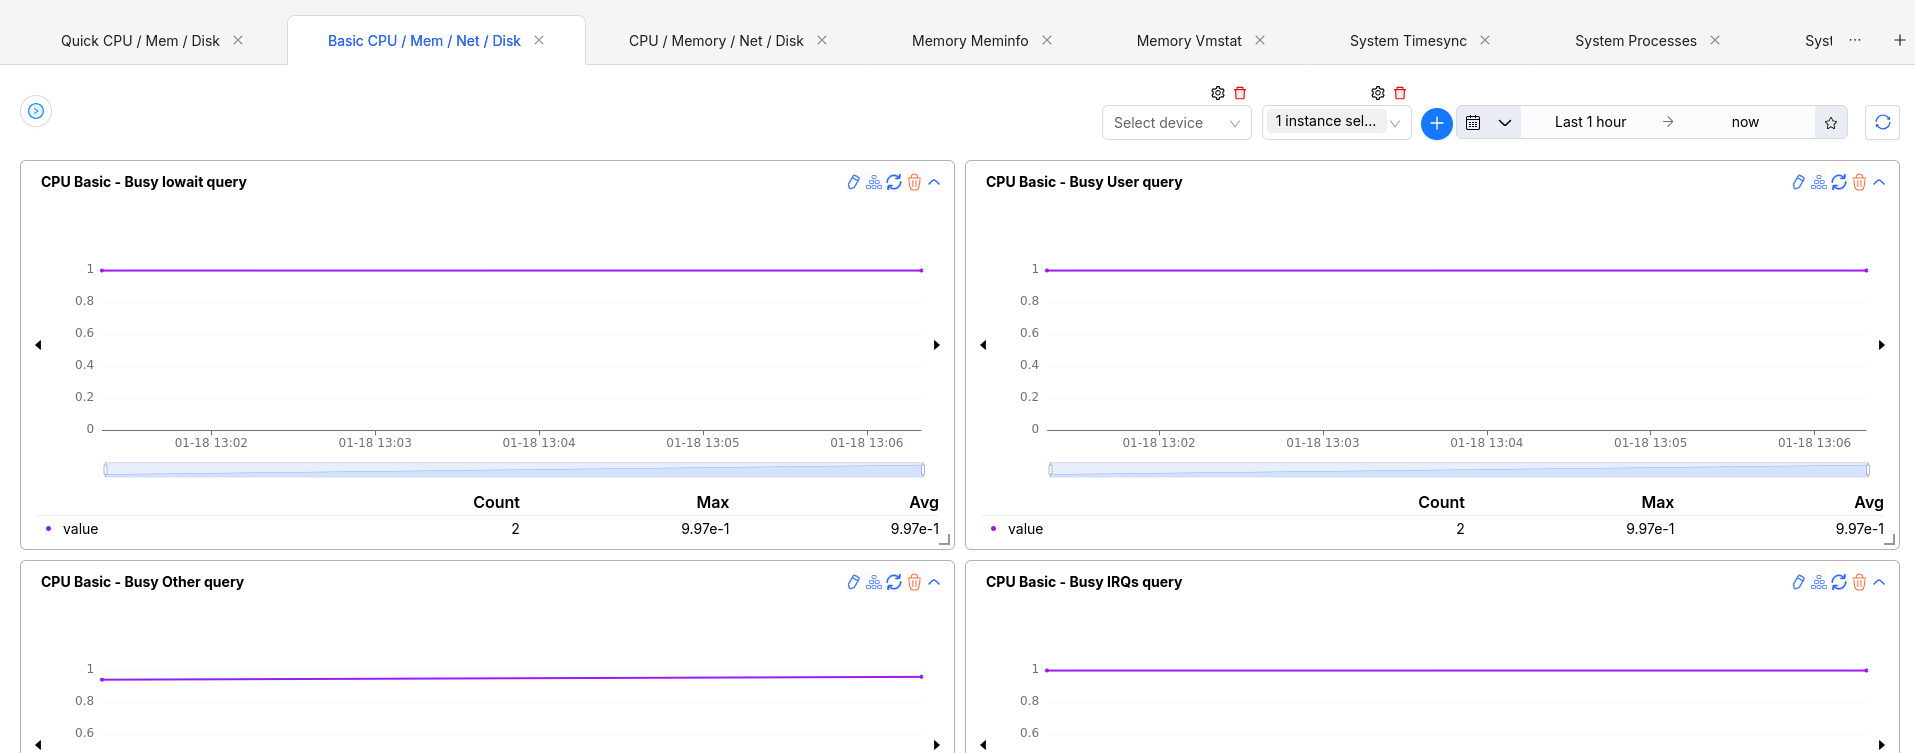 Quick CPU / Mem / Disk
Basic CPU / Mem / Net / Disk
CPU / Memory / Net / Disk
Memory Meminfo
Memory Vmstat
System Timesync
System Processes
Syst
Select device
1 instance sel...
Last 1 hour
now
CPU Basic - Busy Iowait query
1
0.8
0.6
0.4
0.2
0
01-18 13:02
01-18 13:03
01-18 13:04
01-18 13:05
01-18 13:06
Count Max Avg
value 2 9.97e-1 9.97e-1
CPU Basic - Busy User query
1
0.8
0.6
0.4
0.2
0
01-18 13:02
01-18 13:03
01-18 13:04
01-18 13:05
01-18 13:06
Count Max Avg
value 2 9.97e-1 9.97e-1
CPU Basic - Busy Other query
1
0.8
0.6
CPU Basic - Busy IRQs query
1
0.8
0.6